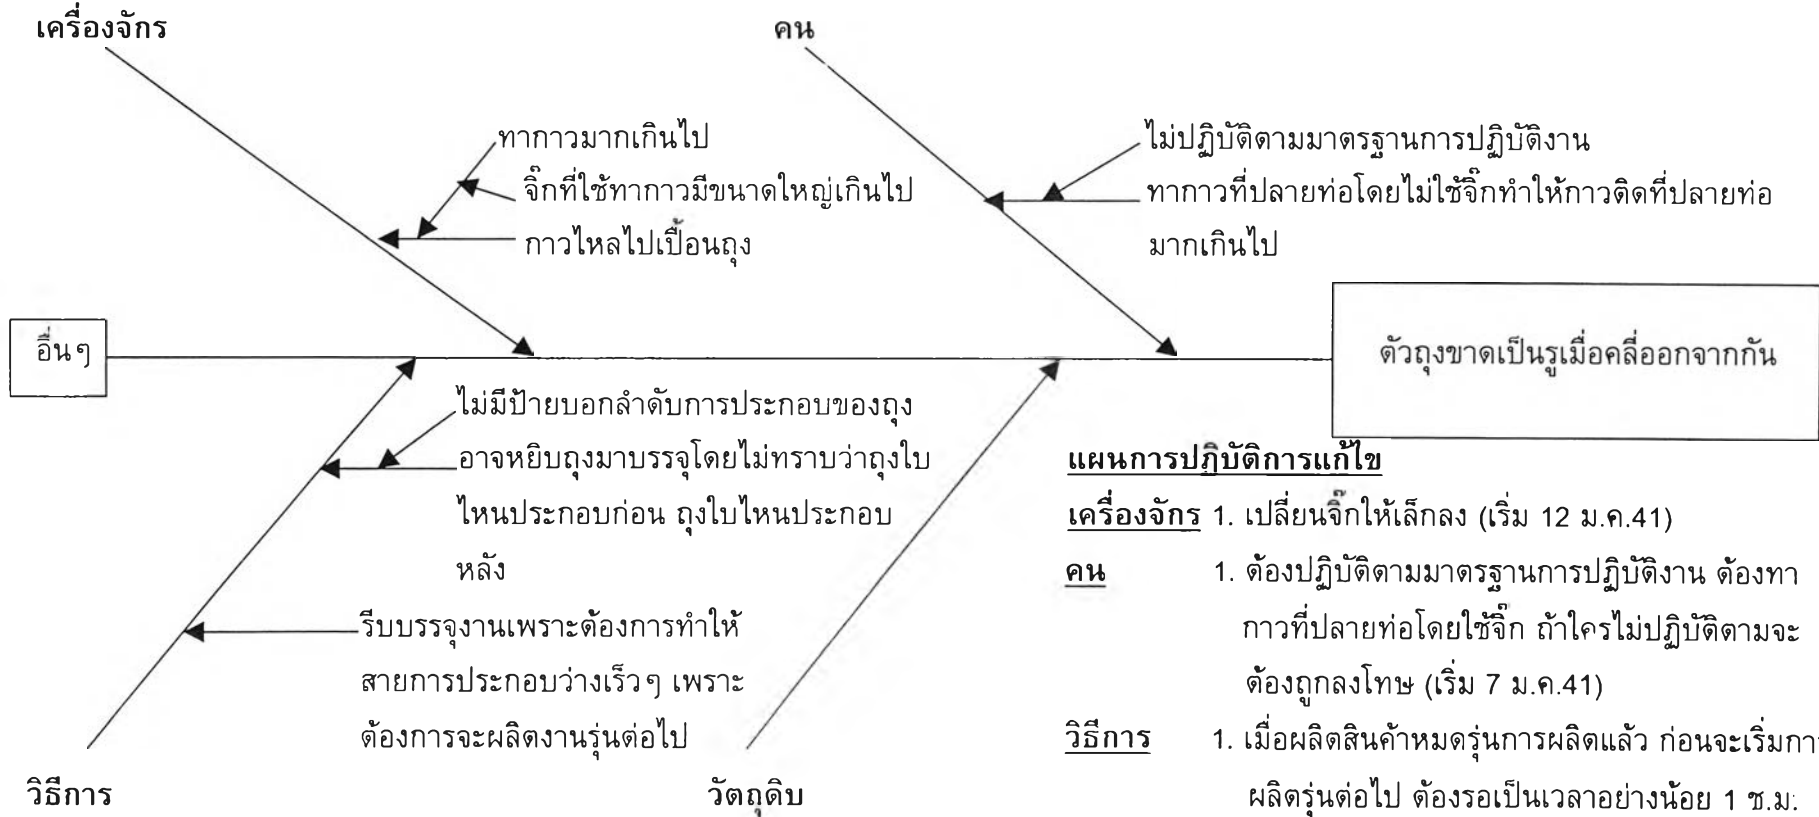 เครื่องจักร
คน
ทากาวมากเกินไป
จิ๊กที่ใช้ทากาวมีขนาดใหญ่เกินไป
กาวไหลไปเปื้อนถุง
ไม่ปฏิบัติตามมาตรฐานการปฏิบัติงาน
ทากาวที่ปลายท่อโดยไม่ใช้จิ๊กทำให้กาวติดที่ปลายท่อ
มากเกินไป
อื่นๆ
ตัวถุงขาดเป็นรูเมื่อคลี่ออกจากกัน
ไม่มีป้ายบอกลำดับการประกอบของถุง
อาจหยิบถุงมาบรรจุโดยไม่ทราบว่าถุงใบ
ไหนประกอบก่อน ถุงใบไหนประกอบ
หลัง
รีบบรรจุงานเพราะต้องการทำให้
สายการประกอบว่างเร็วๆ เพราะ
ต้องการจะผลิตงานรุ่นต่อไป
วิธีการ
วัตถุดิบ
แผนการปฏิบัติการแก้ไข
เครื่องจักร 1. เปลี่ยนจิ๊กให้เล็กลง (เริ่ม 12 ม.ค.41)
คน 1. ต้องปฏิบัติตามมาตรฐานการปฏิบัติงาน ต้องทา
กาวที่ปลายท่อโดยใช้จิ๊ก ถ้าใครไม่ปฏิบัติตามจะ
ต้องถูกลงโทษ (เริ่ม 7 ม.ค.41)
วิธีการ 1. เมื่อผลิตสินค้าหมดรุ่นการผลิตแล้ว ก่อนจะเริ่มการ
ผลิตรุ่นต่อไป ต้องรอเป็นเวลาอย่างน้อย 1 ช.ม.